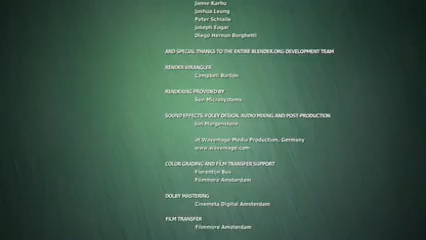 Janne Karhu
Joshua Leung
Peter Schlaile
Joseph Eagar
Diego Hernan Borghetti
AND SPECIAL THANKS TO THE ENTIRE BLENDER.ORG DEVELOPMENT TEAM
RENDER WRANGLER
Campbell Barton
RENDERING PROVIDED BY
Sun Microsystems
SOUND EFFECTS, FOLEY DESIGN, AUDIO MIXING AND POST-PRODUCTION
Jan Morgenstern
at Wavemage Media Production, Germany
www.wavemage.com
COLOR GRADING AND FILM TRANSFER SUPPORT
Florentijn Bos
Filmmore Amsterdam
DOLBY MASTERING
Cinemeta Digital Amsterdam
FILM TRANSFER
Filmmore Amsterdam